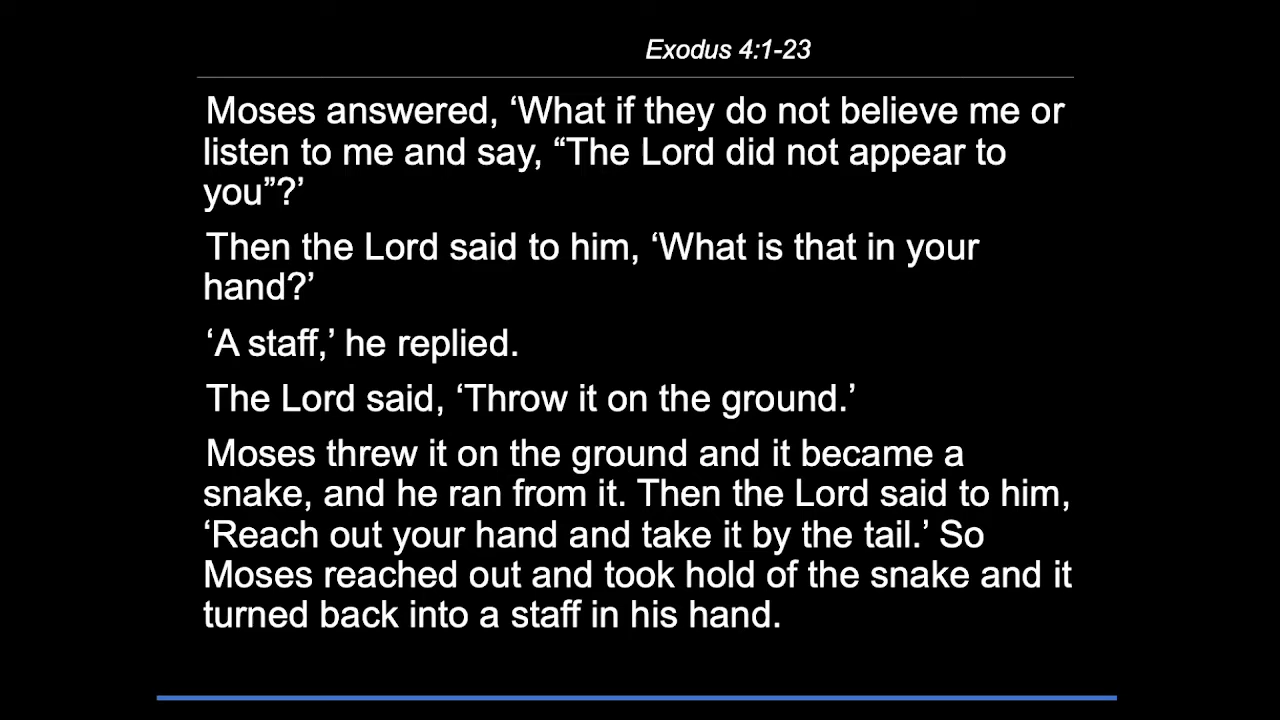 Exodus 4:1-23
Moses answered, ‘What if they do not believe me or
listen to me and say, “The Lord did not appear to
you”?’
Then the Lord said to him, ‘What is that in your
hand?’
‘A staff,’ he replied.
The Lord said, ‘Throw it on the ground.’
Moses threw it on the ground and it became a
snake, and he ran from it. Then the Lord said to him,
‘Reach out your hand and take it by the tail.’ So
Moses reached out and took hold of the snake and it
turned back into a staff in his hand.